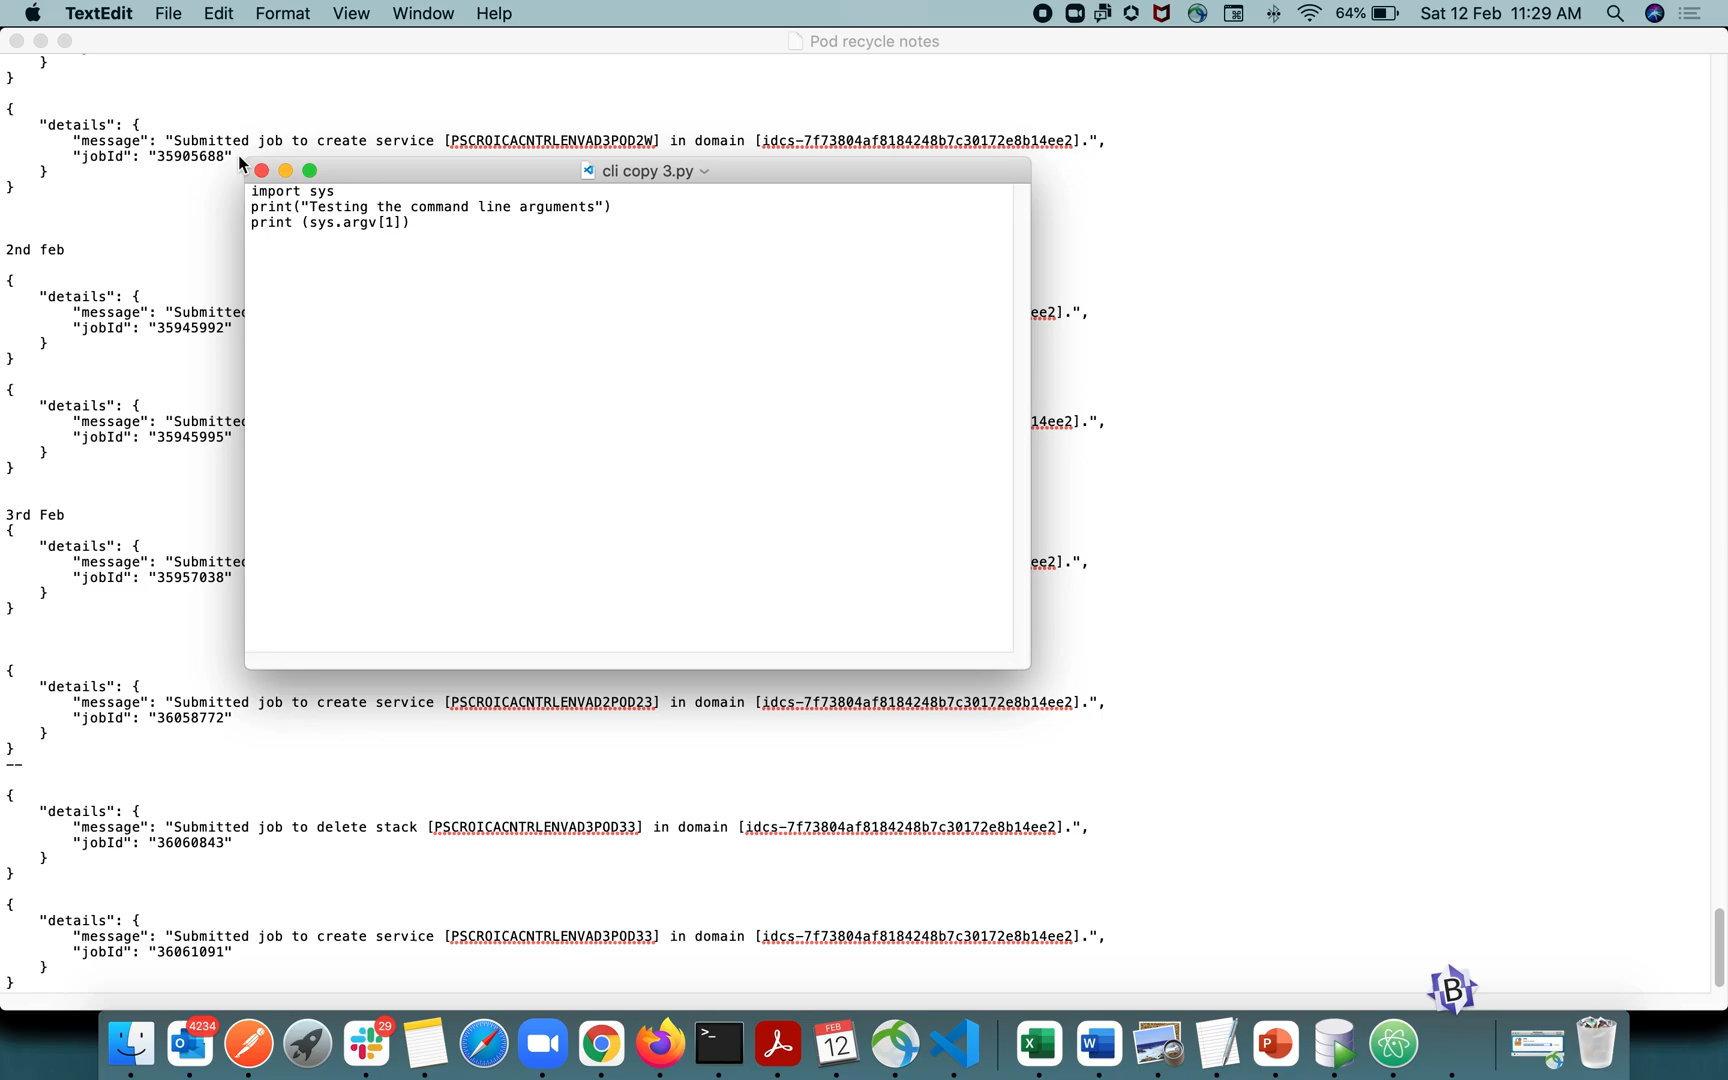 TextEdit File Edit Format View Window Help 64% Sat 12 Feb 11:29 AM
Pod recycle notes
}
}
{
"details": {
"message": "Submitted job to create service [PSCROICACNTRLENVAD3POD2W] in domain [idcs-7f73804af8184248b7c30172e8b14ee2].",
"jobId": "35905688"
}
}
cli copy 3.py
import sys
print("Testing the command line arguments")
print (sys.argv[1])
2nd feb
{
"details": {
"message": "Submitted ee2].",
"jobId": "35945992"
}
}
{
"details": {
"message": "Submitted 14ee2].",
"jobId": "35945995"
}
}
3rd Feb
{
"details": {
"message": "Submitted ee2].",
"jobId": "35957038"
}
}
{
"details": {
"message": "Submitted job to create service [PSCROICACNTRLENVAD2POD23] in domain [idcs-7f73804af8184248b7c30172e8b14ee2].",
"jobId": "36058772"
}
}
--
{
"details": {
"message": "Submitted job to delete stack [PSCROICACNTRLENVAD3POD33] in domain [idcs-7f73804af8184248b7c30172e8b14ee2].",
"jobId": "36060843"
}
}
{
"details": {
"message": "Submitted job to create service [PSCROICACNTRLENVAD3POD33] in domain [idcs-7f73804af8184248b7c30172e8b14ee2].",
"jobId": "36061091"
}
}
B
4234 29 FEB 12 X W P